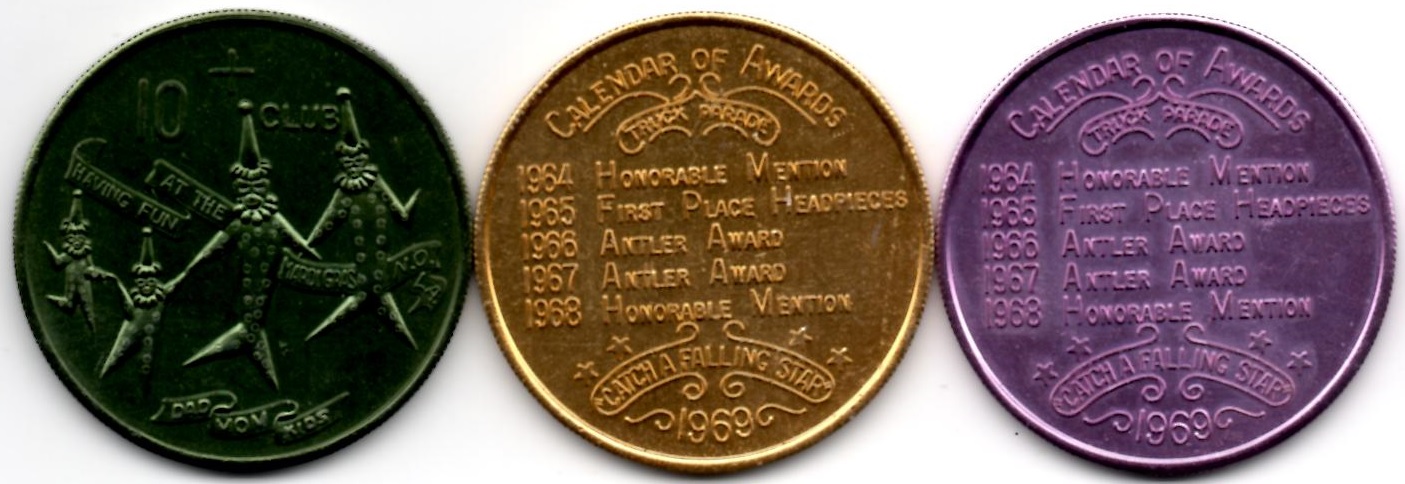 10 + CLUB
HAVING FUN
AT THE
MARDI GRAS
N.O.
DAD
MOM
KIDS
CALENDAR OF AWARDS
TRUCK PARADE
1964 HONORABLE MENTION
1965 FIRST PLACE HEADPIECES
1966 ANTLER AWARD
1967 ANTLER AWARD
1968 HONORABLE MENTION
"CATCH A FALLING STAR"
1969
CALENDAR OF AWARDS
TRUCK PARADE
1964 HONORABLE MENTION
1965 FIRST PLACE HEADPIECES
1966 ANTLER AWARD
1967 ANTLER AWARD
1968 HONORABLE MENTION
"CATCH A FALLING STAR"
1969